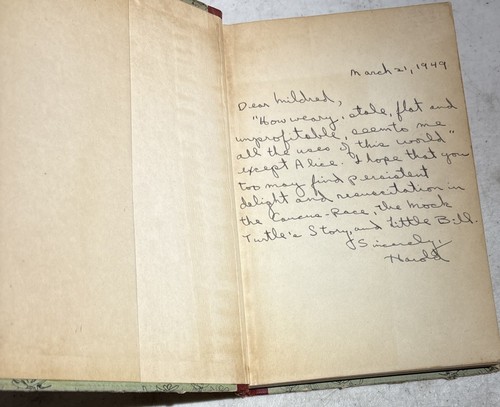 March 21, 1949
Dear Mildred,
"How weary, stale, flat and
unprofitable, seem to me
all the uses of this world"
except Alice. I hope that you
too may find persistent
delight and resuscitation in
the Caucus-Race, the Mock
Turtle's Story, and Little Bill.
Sincerely,
Harold